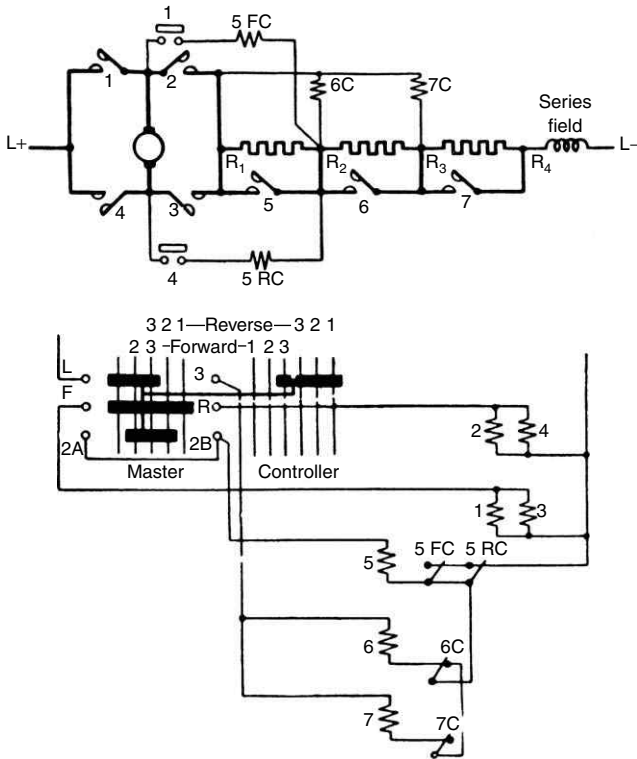 1
5 FC
1
2
6C
7C
Series
field
L+
L–
R1
R2
R3
R4
4
3
5
6
7
4
5 RC
3 2 1—Reverse—3 2 1
2 3 -Forward- 1 2 3
L
3
F
R
2
4
2A
2B
Master
Controller
1
3
5
5 FC
5 RC
6
6C
7
7C